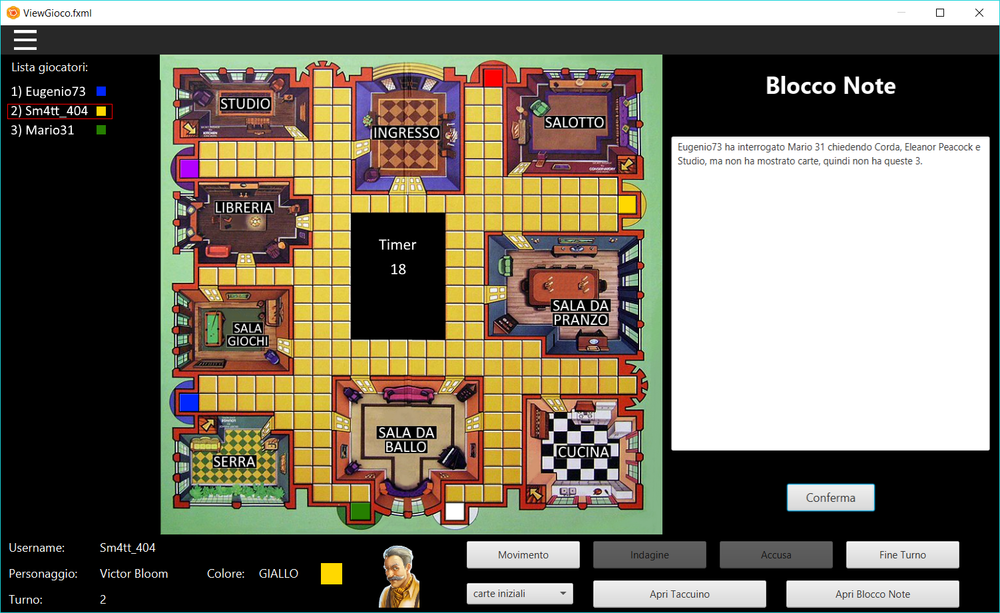 ViewGioco.fxml
Lista giocatori:
1) Eugenio73
2) Sm4tt_404
3) Mario31
STUDIO
INGRESSO
SALOTTO
LIBRERIA
Timer
18
SALA DA
PRANZO
SALA
GIOCHI
SALA DA
BALLO
CUCINA
SERRA
KITCHEN
CONSERVATORY
Blocco Note
Eugenio73 ha interrogato Mario 31 chiedendo Corda, Eleanor Peacock e
Studio, ma non ha mostrato carte, quindi non ha queste 3.
Conferma
Username: Sm4tt_404
Personaggio: Victor Bloom Colore: GIALLO
Turno: 2
Movimento Indagine Accusa Fine Turno
carte iniziali Apri Taccuino Apri Blocco Note